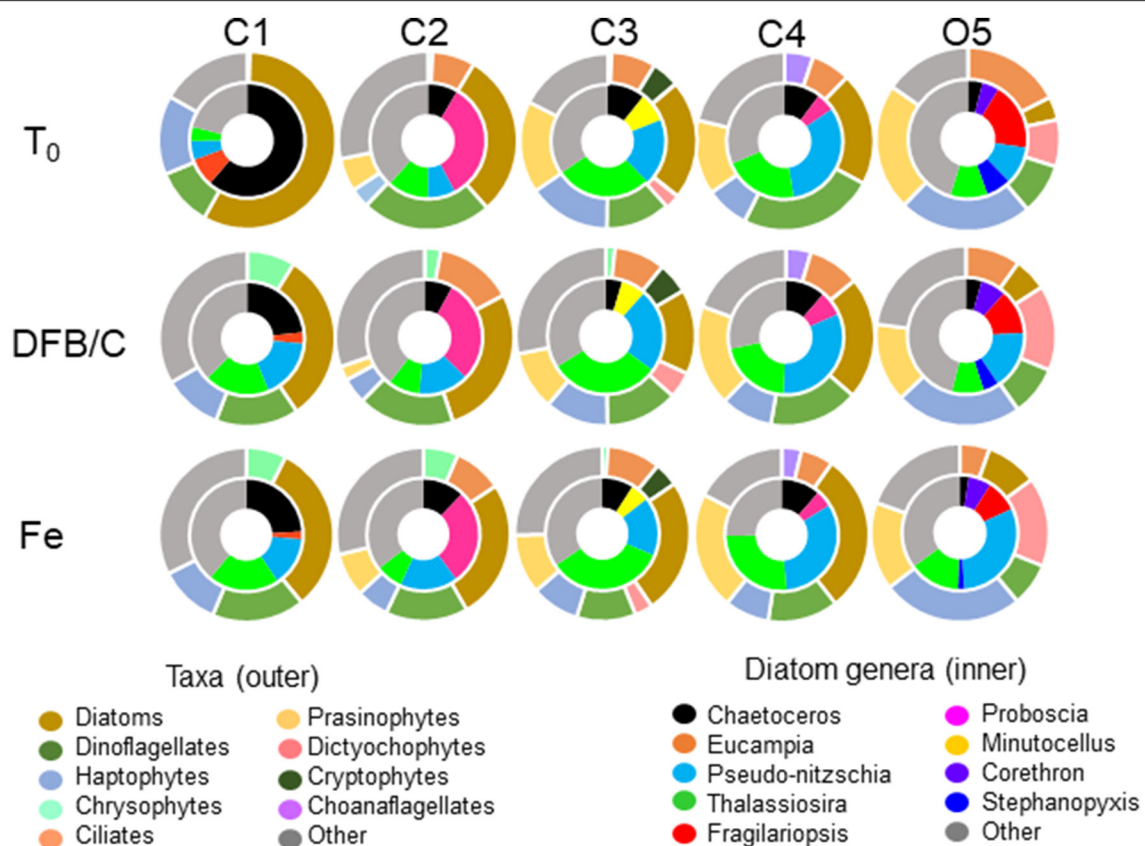 C1 C2 C3 C4 O5
T0
DFB/C
Fe
Taxa (outer)
Diatoms
Dinoflagellates
Haptophytes
Chrysophytes
Ciliates
Prasinophytes
Dictyochophytes
Cryptophytes
Choanaflagellates
Other
Diatom genera (inner)
Chaetoceros
Eucampia
Pseudo-nitzschia
Thalassiosira
Fragilariopsis
Proboscia
Minutocellus
Corethron
Stephanopyxis
Other